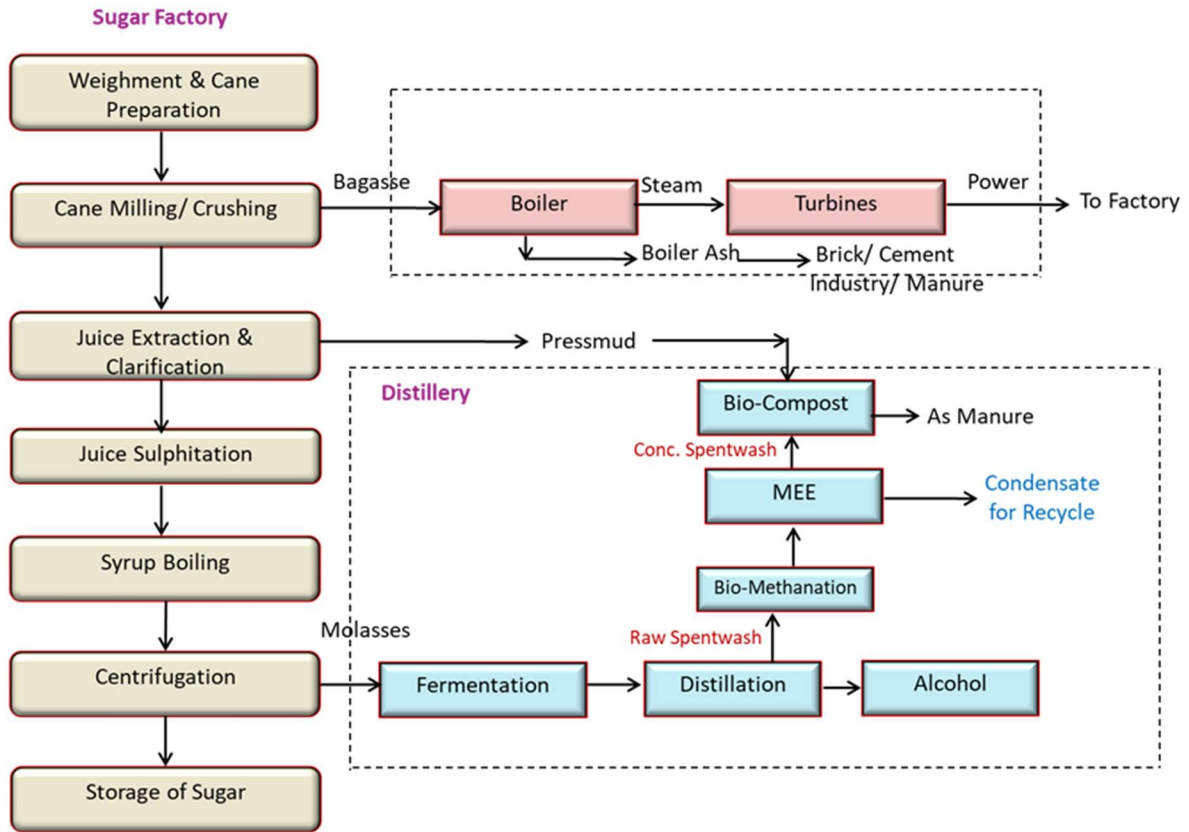 Sugar Factory
Weighment & Cane
Preparation
Cane Milling/ Crushing
Bagasse
Boiler
Steam
Turbines
Power
To Factory
Boiler Ash
Brick/ Cement
Industry/ Manure
Juice Extraction &
Clarification
Pressmud
Distillery
Bio-Compost
As Manure
Juice Sulphitation
Conc. Spentwash
MEE
Condensate
for Recycle
Syrup Boiling
Bio-Methanation
Molasses
Raw Spentwash
Centrifugation
Fermentation
Distillation
Alcohol
Storage of Sugar